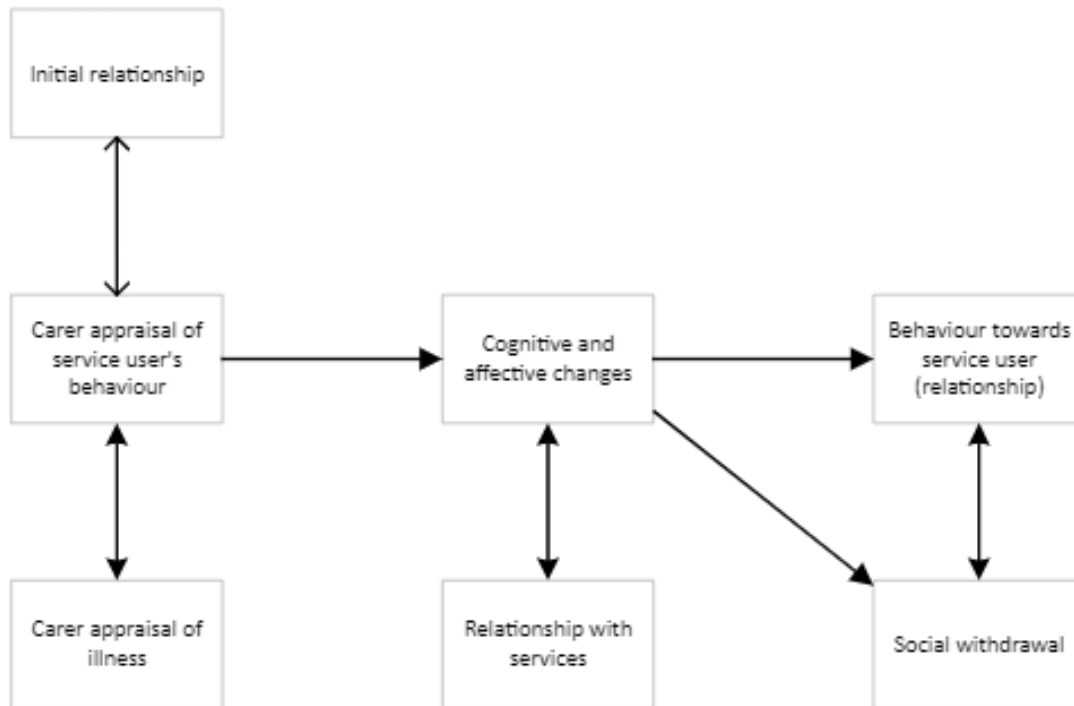 Initial relationship
Carer appraisal of
service user's
behaviour
Cognitive and
affective changes
Behaviour towards
service user
(relationship)
Carer appraisal of
illness
Relationship with
services
Social withdrawal